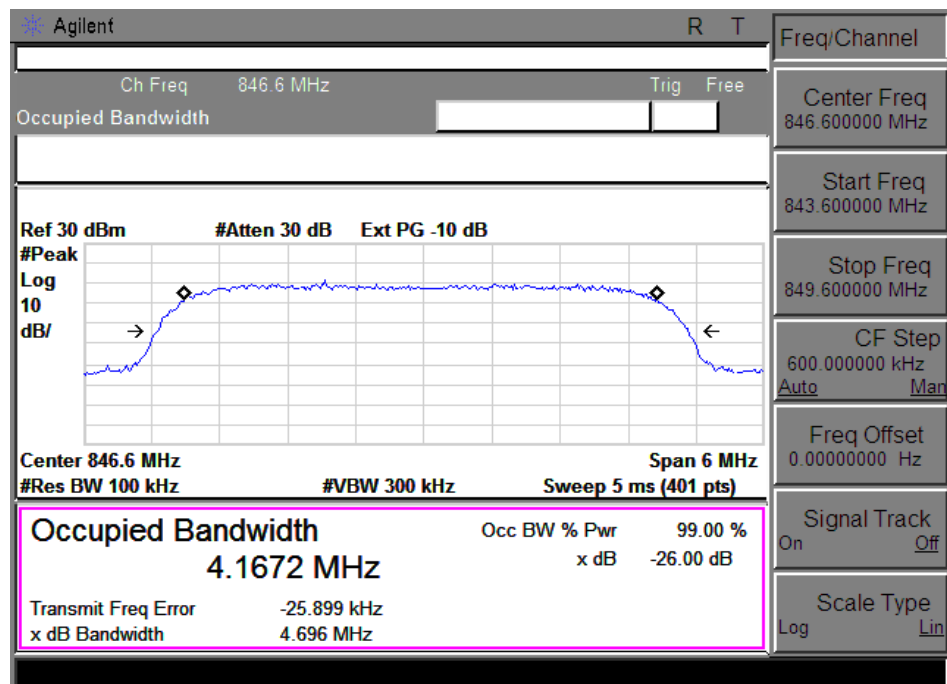 Agilent R T
Ch Freq 846.6 MHz Trig Free
Occupied Bandwidth
Ref 30 dBm #Atten 30 dB Ext PG -10 dB
#Peak
Log
10
dB/
Center 846.6 MHz Span 6 MHz
#Res BW 100 kHz #VBW 300 kHz Sweep 5 ms (401 pts)
Occupied Bandwidth Occ BW % Pwr 99.00 %
4.1672 MHz x dB -26.00 dB
Transmit Freq Error -25.899 kHz
x dB Bandwidth 4.696 MHz
Freq/Channel
Center Freq
846.600000 MHz
Start Freq
843.600000 MHz
Stop Freq
849.600000 MHz
CF Step
600.000000 kHz
Auto Man
Freq Offset
0.00000000 Hz
Signal Track
On Off
Scale Type
Log Lin